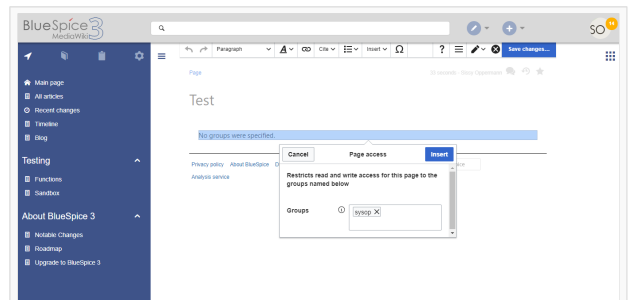 BlueSpice 3
MediaWiki
SO
Paragraph
A
Cite
Insert
Ω
?
Save changes...
Main page
All articles
Recent changes
Timeline
Blog
Testing
Functions
Sandbox
About BlueSpice 3
Notable Changes
Roadmap
Upgrade to BlueSpice 3
Page
Test
No groups were specified.
Privacy policy
About BlueSpice
Analysis service
Cancel
Page access
Insert
Restricts read and write access for this page to the
groups named below
Groups
sysop